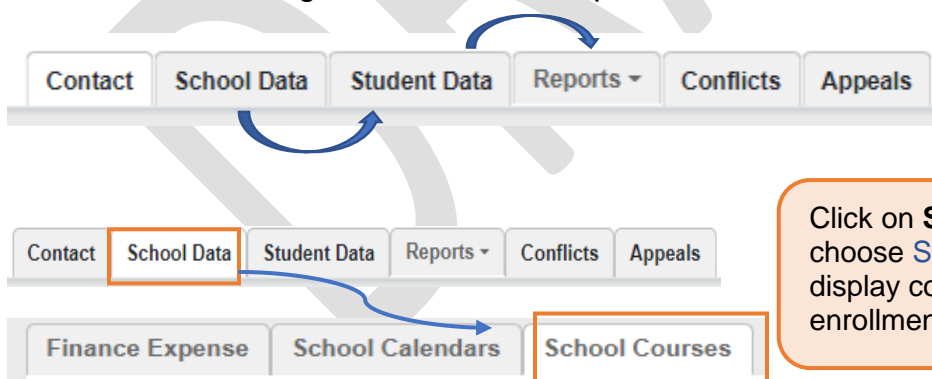 Contact School Data Student Data Reports Conflicts Appeals
Contact School Data Student Data Reports Conflicts Appeals
Click on
choose
display
Finance Expense School Calendars School Courses